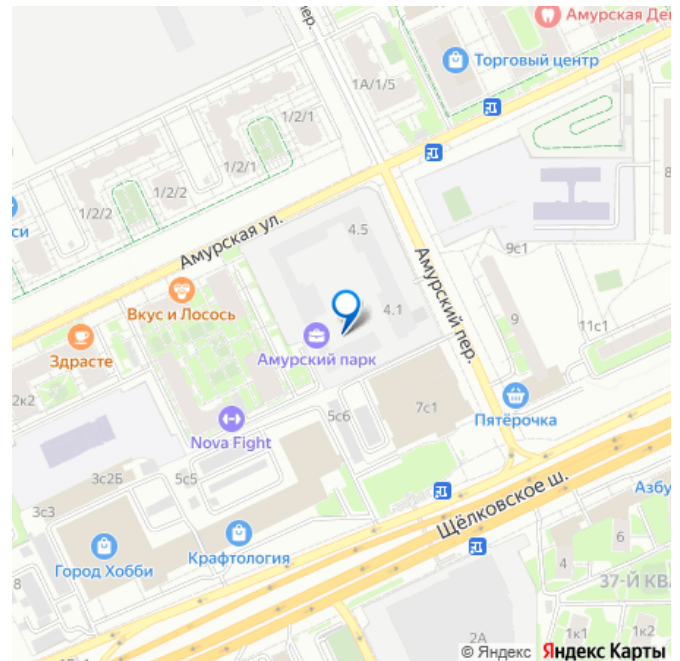 Амурская Ден
пер.
Торговый центр
1А/1/5
1/2/1
1/2/1
1/2/2
1/2/2
8
си
Амурская ул.
4.5
Амурский пер.
9с1
Вкус и Лосось
4.1
9
11с1
Здрасте
Амурский парк
2к2
5с6
7с1
Пятёрочка
Nova Fight
3с2Б
5с5
Щёлковское ш.
Азбу
3с3
Город Хобби
Крафтология
6
4
8
37-Й КВА
2А
1к1
1к2
© Яндекс Яндекс Карты